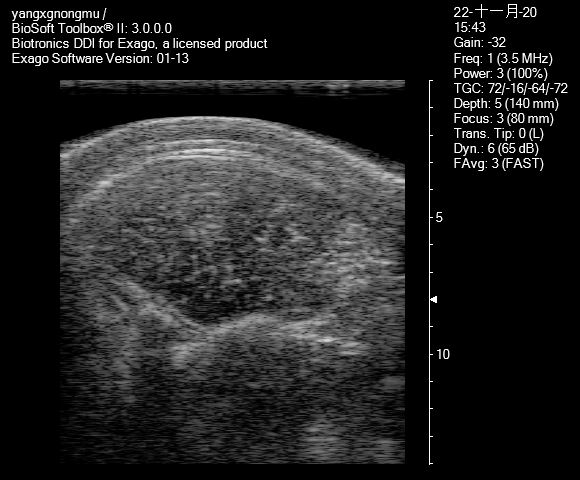 yangxgnongmu /
BioSoft Toolbox® II: 3.0.0.0
Biotronics DDI for Exago, a licensed product
Exago Software Version: 01-13
22-十一月-20
15:43
Gain: -32
Freq: 1 (3.5 MHz)
Power: 3 (100%)
TGC: 72/-16/-64/-72
Depth: 5 (140 mm)
Focus: 3 (80 mm)
Trans. Tip: 0 (L)
Dyn.: 6 (65 dB)
FAvg: 3 (FAST)
5
10